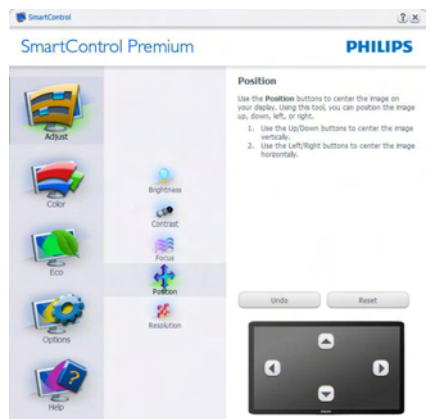 SmartControl
SmartControl Premium
PHILIPS
Adjust
Color
Eco
Options
Help
Brightness
Contrast
Focus
Position
Resolution
Position
Use the Position buttons to center the image on
your display. Using this tool, you can position the image
up, down, left, or right.
1. Use the Up/Down buttons to center the image
vertically.
2. Use the Left/Right buttons to center the image
horizontally.
Undo
Reset